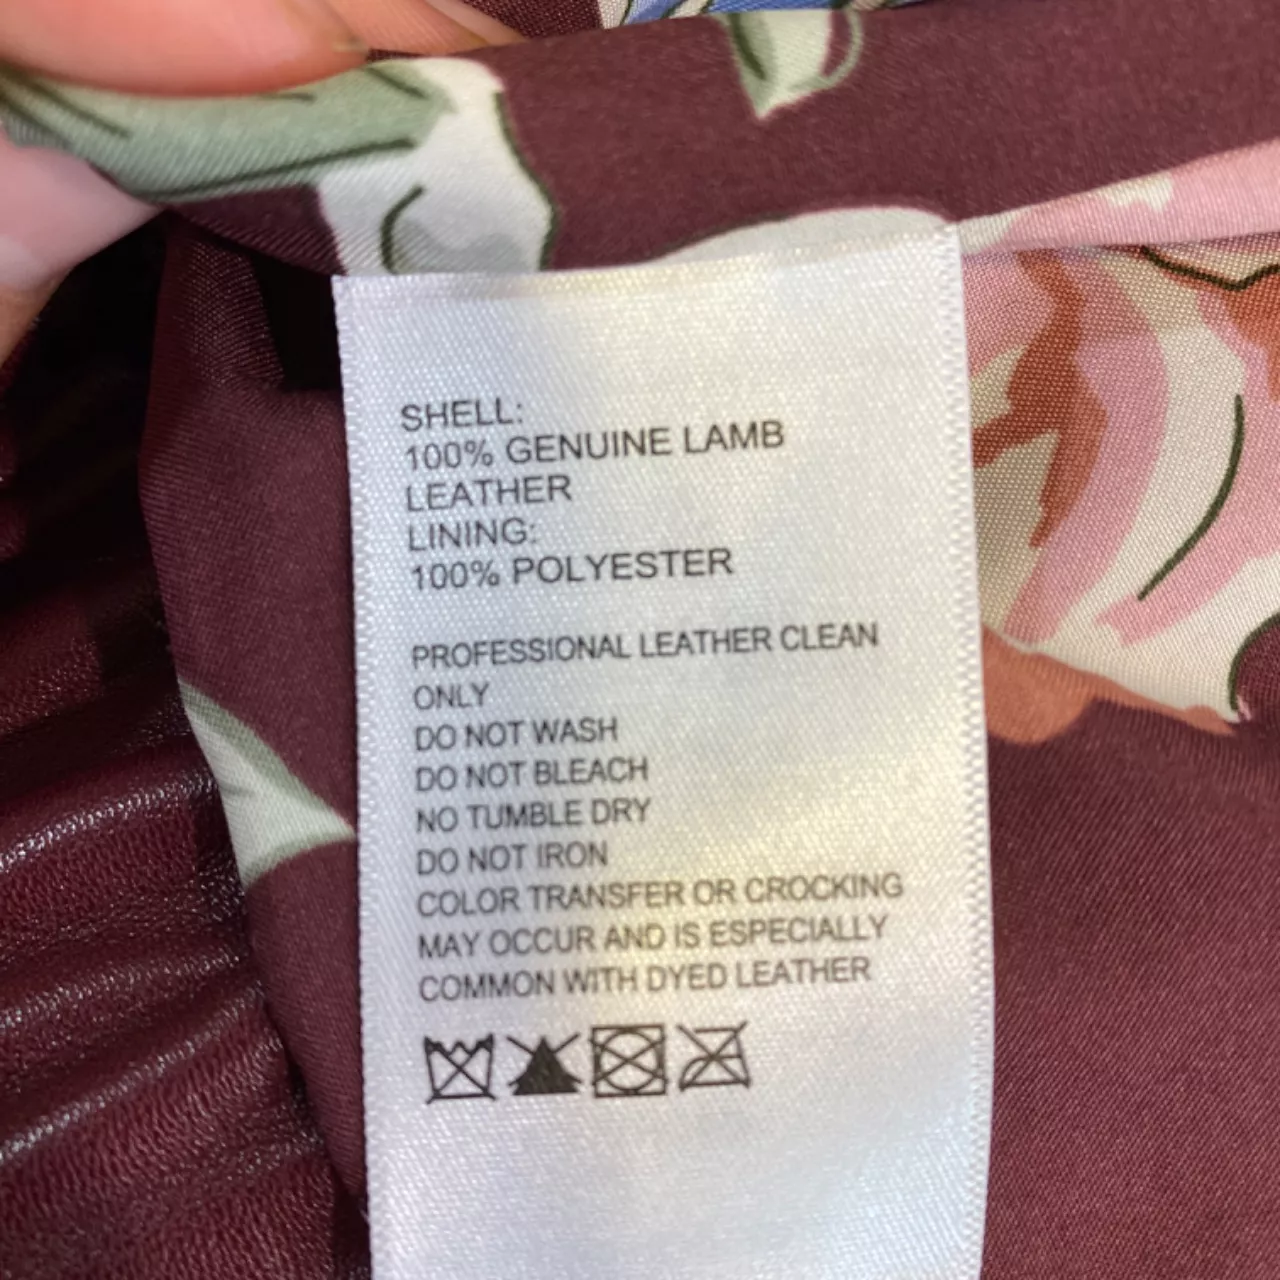 SHELL:
100% GENUINE LAMB
LEATHER
LINING:
100% POLYESTER
PROFESSIONAL LEATHER CLEAN
ONLY
DO NOT WASH
DO NOT BLEACH
NO TUMBLE DRY
DO NOT IRON
COLOR TRANSFER OR CROCKING
MAY OCCUR AND IS ESPECIALLY
COMMON WITH DYED LEATHER